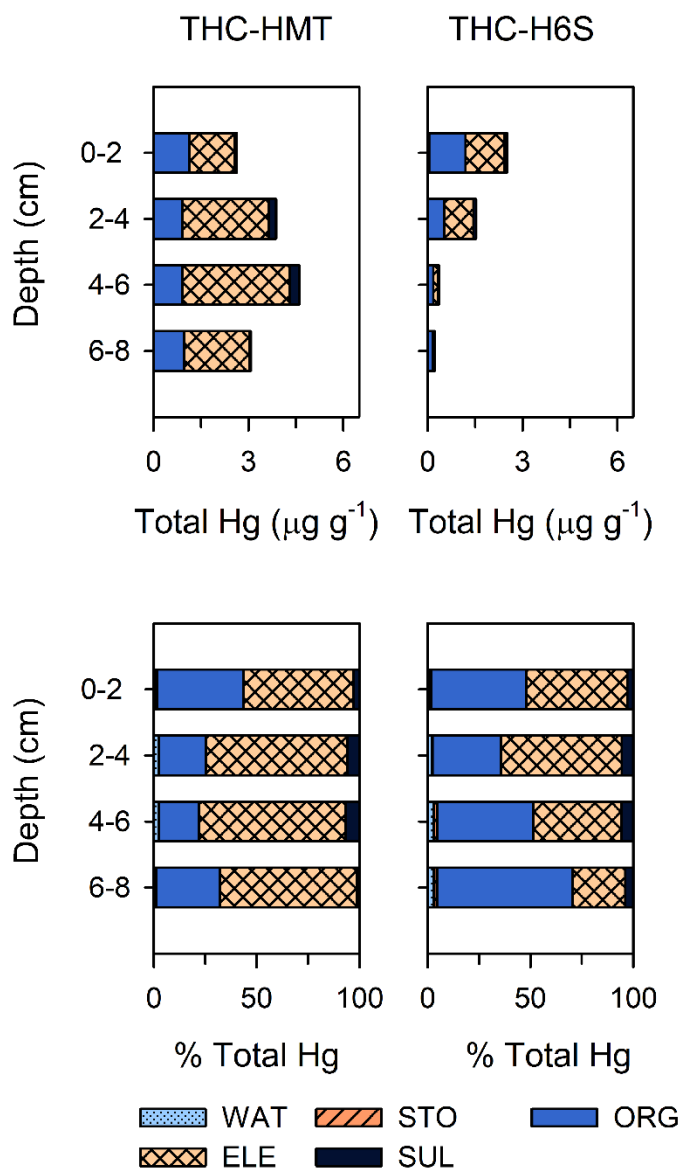 THC-HMT THC-H6S
0-2
2-4
4-6
6-8
Depth (cm)
0 3 6 0 3 6
Total Hg (μg g-1) Total Hg (μg g-1)
0-2
2-4
4-6
6-8
Depth (cm)
0 50 100 0 50 100
% Total Hg % Total Hg
WAT STO ORG
ELE SUL